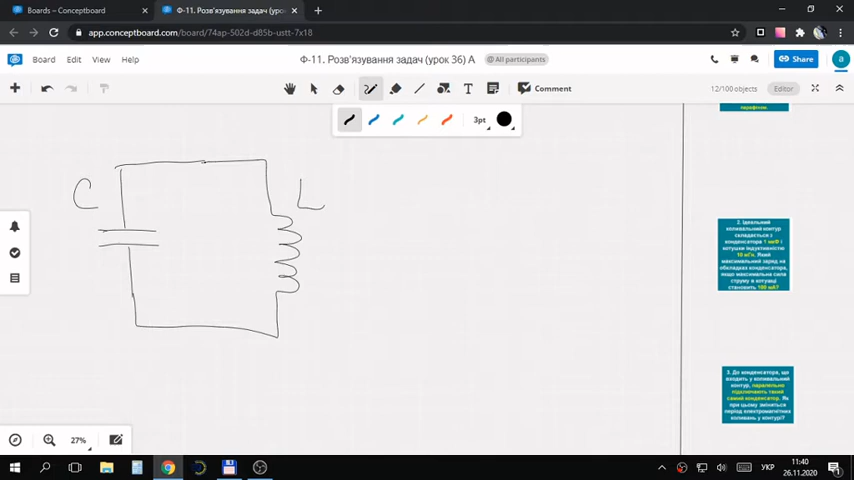 Boards – Conceptboard
Ф-11. Розв'язування задач (уро
app.conceptboard.com/board/74ap-502d-d85b-ustt-7x18
Board Edit View Help
Ф-11. Розв'язування задач (урок 36) А
@ All participants
Share
a
Comment
12/100 objects
Editor
3pt
C
L
2. Ідеальний
коливальний контур
складається з
конденсатора 1 мкФ і
котушки індуктивністю
10 мГн. Який
максимальний заряд на
обкладках конденсатора,
якщо максимальна сила
струму в котушці
становить 100 мА?
3. До конденсатора, що
входить у коливальний
контур, паралельно
підключають такий
самий конденсатор. Як
при цьому зміниться
період електромагнітних
коливань у контурі?
27%
УКР
11:40
26.11.2020